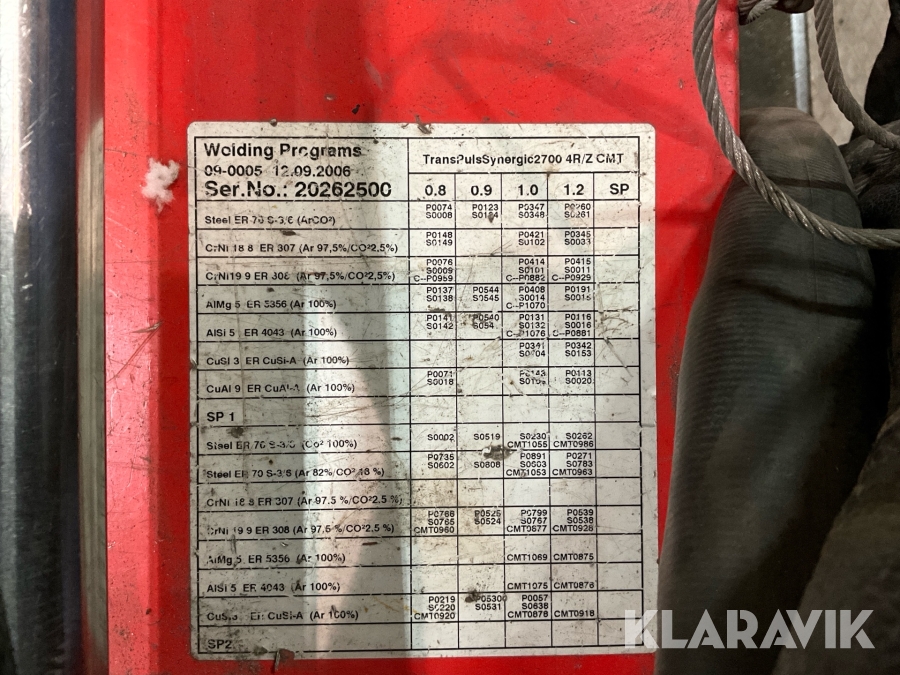 Welding Programs
TransPulsSynergic2700 4R/Z CMT
09-0005 12.09.2006
Ser.No.: 20262500
0.8 0.9 1.0 1.2 SP
P0074 P0123 P0347 P0260
S0008 S0348 S0261
Steel ER 70 S-3/6 (ArCO²)
P0148 P0421 P0345
S0149 S0102 S0033
CrNi 18 8 ER 307 (Ar 97,5%/CO²2,5%)
P0076 P0414 P0415
S0009 S0101 S0011
CrNi19 9 ER 308 (Ar 97,5%/CO²2,5%) C--P0959 C--P0882 C--P0929
P0137 P0544 P0408 P0191
S0138 S0545 S0014 S0015
AlMg 5 ER 5356 (Ar 100%) C--P1070
P0141 P0540 P0131 P0116
S0142 S0132 S0016
AlSi 5 ER 4043 (Ar 100%) C--P1076 C--P0881
P0341 P0342
S0153
CuSi 3 ER CuSi-A (Ar 100%)
P0071 P0143 P0113
S0018 S0020
CuAl 9 ER CuAl-A (Ar 100%)
SP 1
S0002 S0519 S0230 S0262
Steel ER 70 S-3/6 (Co² 100%) CMT1055 CMT0986
P0735 P0891 P0271
S0602 S0808 S0603 S0783
Steel ER 70 S-3/6 (Ar 82%/CO² 18 %) CMT1053 CMT0963
CrNi 18 8 ER 307 (Ar 97.5 %/CO²2.5 %)
P0766 P0525 P0799 P0539
S0765 S0524 S0767 S0538
CrNi 19 9 ER 308 (Ar 97,5 %/CO²2.5 %) CMT0960 CMT0877 CMT0928
AlMg 5 ER 5356 (Ar 100%) CMT1069 CMT0875
AlSi 5 ER 4043 (Ar 100%) CMT1075 CMT0876
P0219 P0530 P0057
S0220 S0531 S0638
CuSi 3 ER CuSi-A (Ar 100%) CMT0920 CMT0878 CMT0918
SP2
KLARAVIK